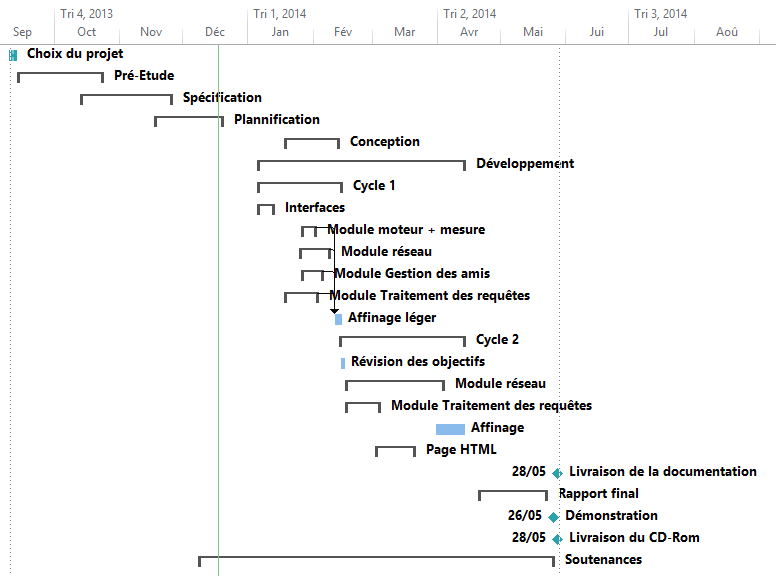 Tri 4, 2013 Tri 1, 2014 Tri 2, 2014 Tri 3, 2014
Sep Oct Nov Déc Jan Fév Mar Avr Mai Jui Jul Aoû
Choix du projet
Pré-Etude
Spécification
Plannification
Conception
Développement
Cycle 1
Interfaces
Module moteur + mesure
Module réseau
Module Gestion des amis
Module Traitement des requêtes
Affinage léger
Cycle 2
Révision des objectifs
Module réseau
Module Traitement des requêtes
Affinage
Page HTML
28/05 Livraison de la documentation
Rapport final
26/05 Démonstration
28/05 Livraison du CD-Rom
Soutenances